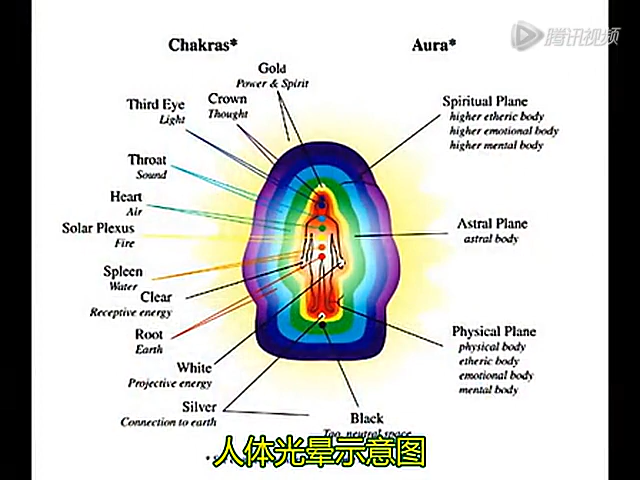 腾讯视频
Chakras*
Aura*
Gold
Power & Spirit
Crown
Thought
Third Eye
Light
Throat
Sound
Heart
Air
Solar Plexus
Fire
Spleen
Water
Clear
Receptive energy
Root
Earth
White
Projective energy
Silver
Connection to earth
Black
Tao, neutral space
Spiritual Plane
higher etheric body
higher emotional body
higher mental body
Astral Plane
astral body
Physical Plane
physical body
etheric body
emotional body
mental body
人体光晕示意图